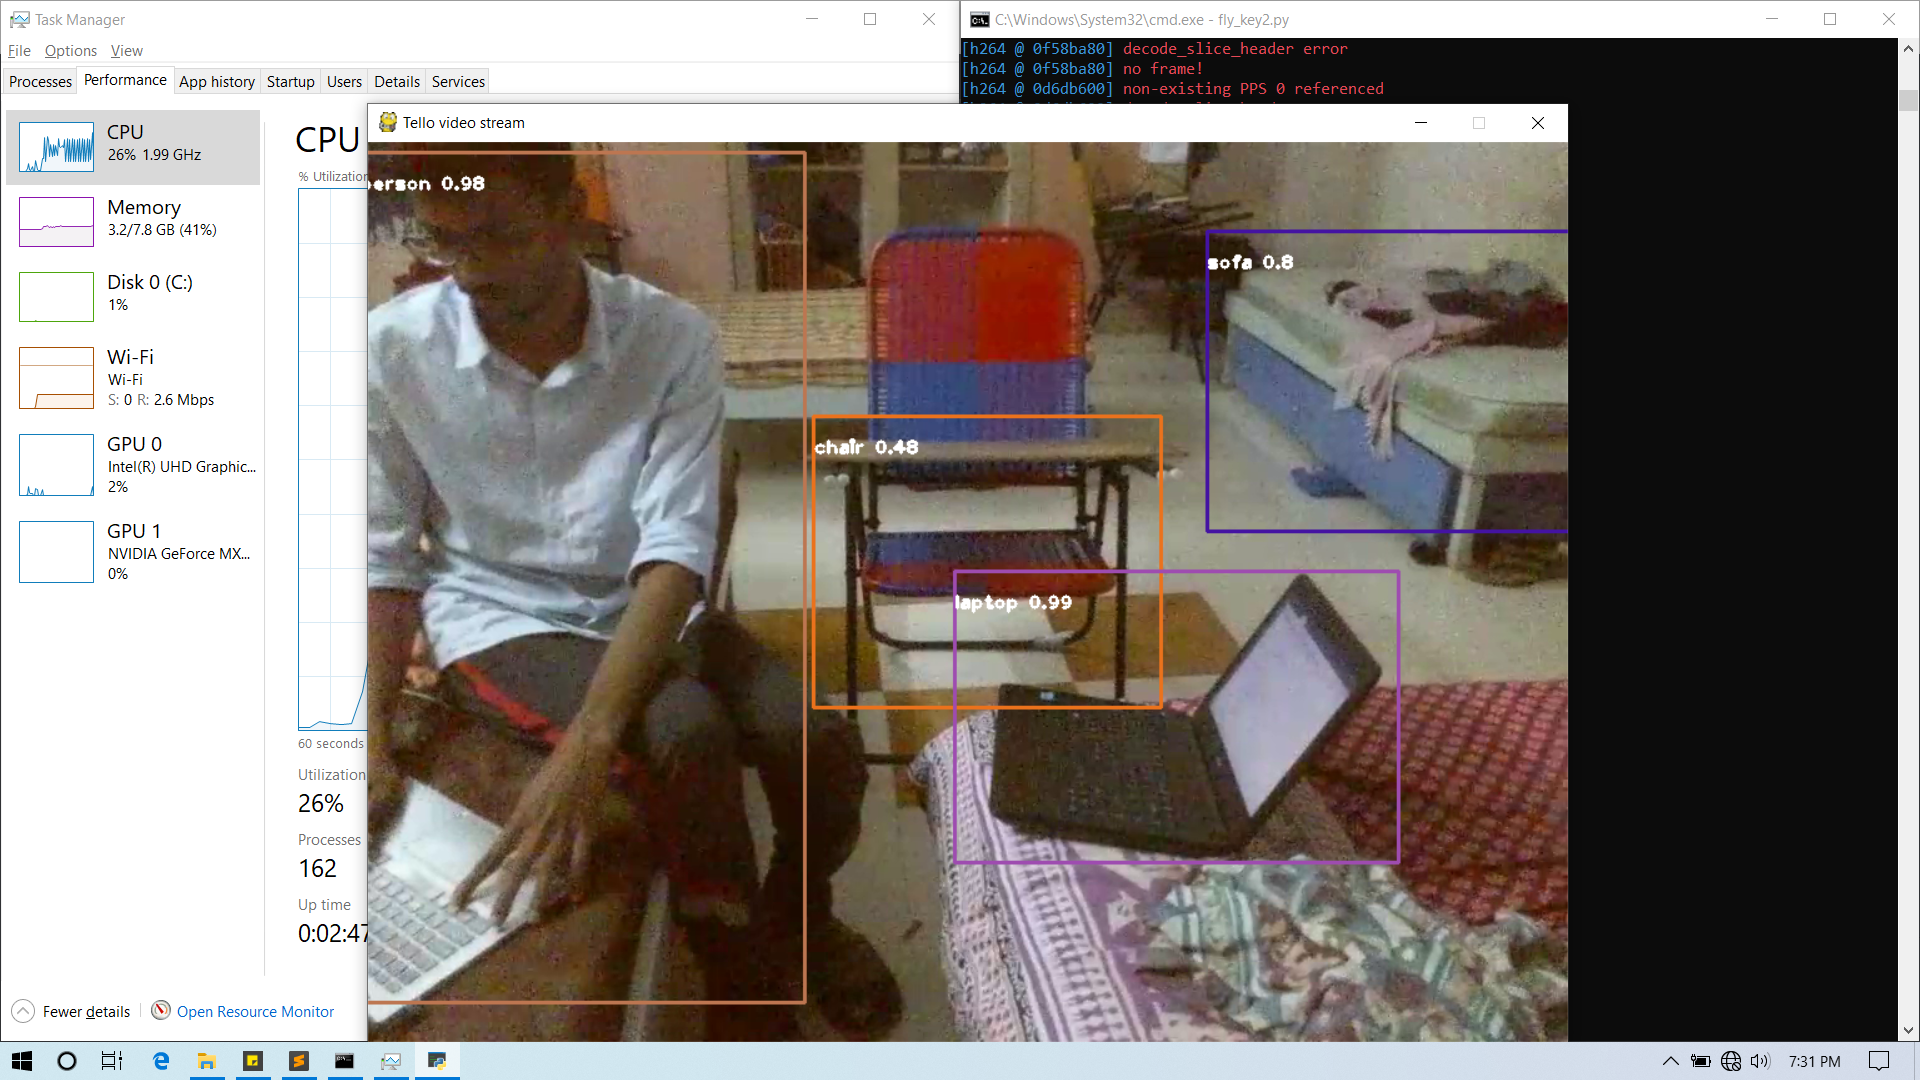 Task Manager
File Options View
Processes Performance App history Startup Users Details Services
CPU
26% 1.99 GHz
Memory
3.2/7.8 GB (41%)
Disk 0 (C:)
1%
Wi-Fi
Wi-Fi
S: 0 R: 2.6 Mbps
GPU 0
Intel(R) UHD Graphic...
2%
GPU 1
NVIDIA GeForce MX...
0%
CPU
% Utilization
60 seconds
Utilization
26%
Processes
162
Up time
0:02:47
Fewer details
Open Resource Monitor
C:\Windows\System32\cmd.exe - fly_key2.py
[h264 @ 0f58ba80] decode_slice_header error
[h264 @ 0f58ba80] no frame!
[h264 @ 0d6db600] non-existing PPS 0 referenced
Tello video stream
person 0.98
sofa 0.8
chair 0.48
laptop 0.99
7:31 PM